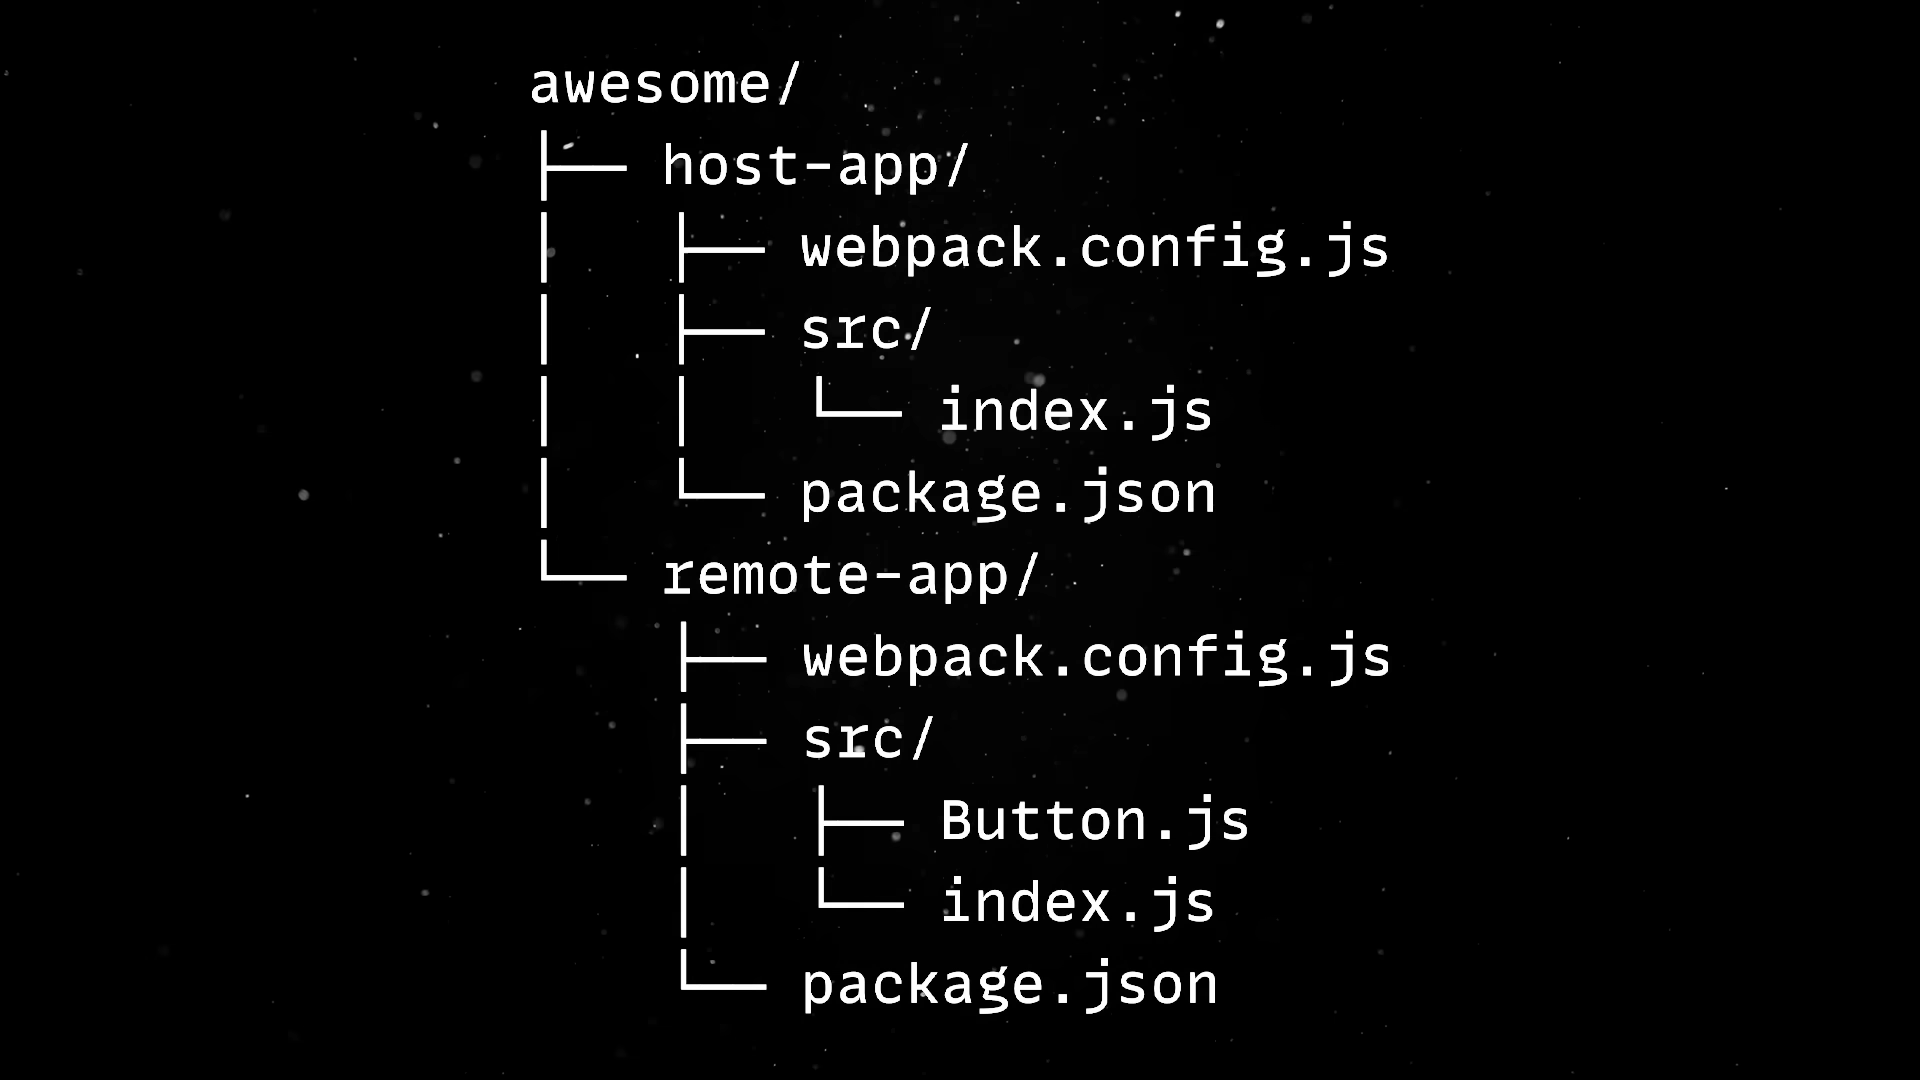 awesome/
├── host-app/
│   ├── webpack.config.js
│   ├── src/
│   │   └── index.js
│   └── package.json
└── remote-app/
    ├── webpack.config.js
    ├── src/
    │   ├── Button.js
    │   └── index.js
    └── package.json